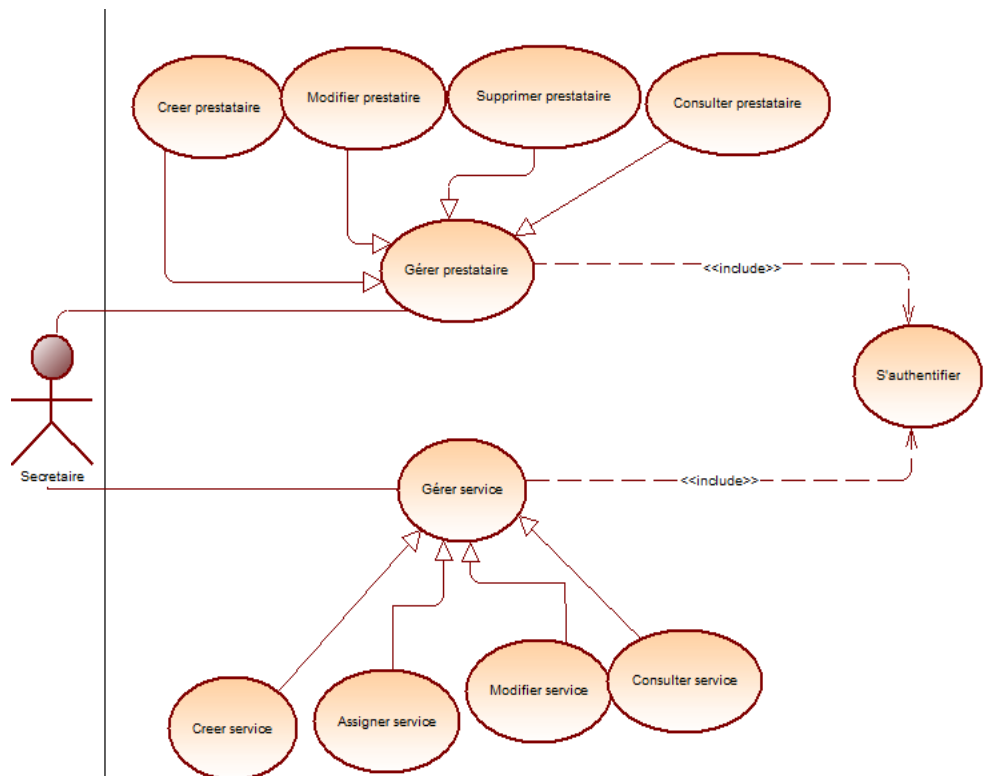 Creer prestataire
Modifier prestatire
Supprimer prestataire
Consulter prestataire
Gérer prestataire
<<include>>
S'authentifier
Secretaire
Gérer service
<<include>>
Creer service
Assigner service
Modifier service
Consulter service